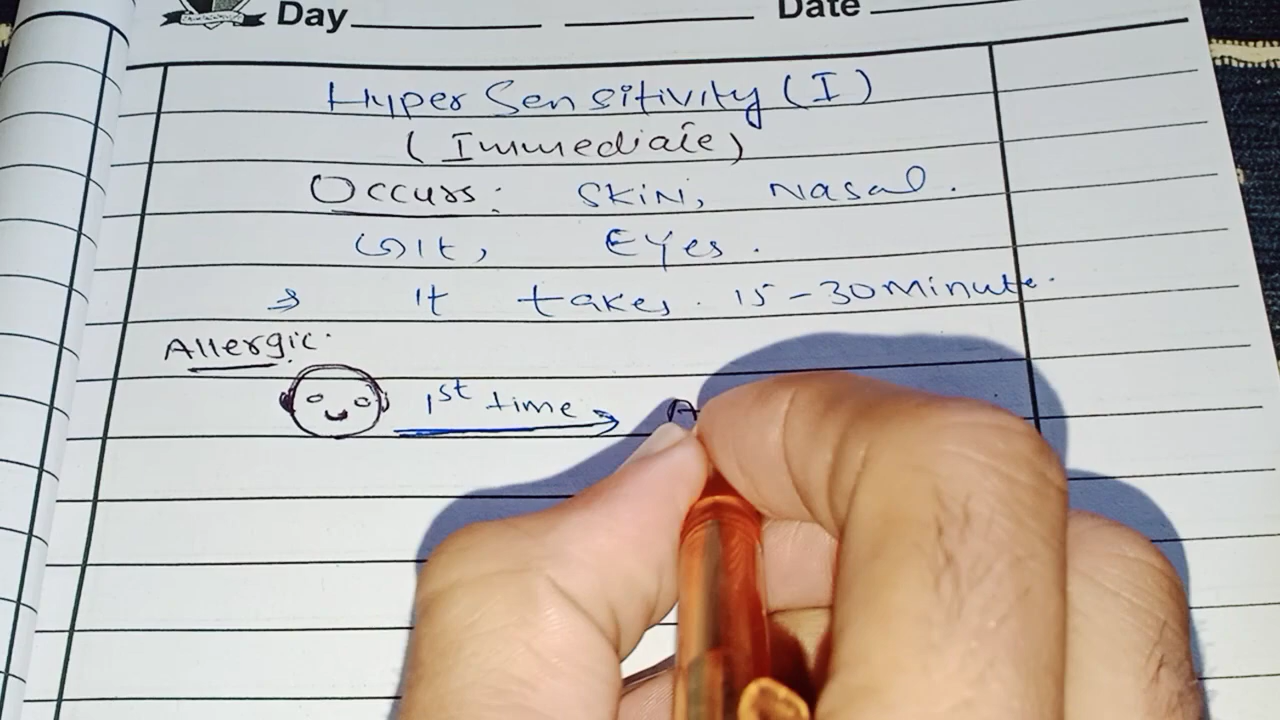 Day Date
Hyper Sensitivity (I)
(Immediate)
Occurs: Skin, Nasal.
GIt, Eyes.
→ It takes. 15-30 Minute.
Allergic.
1st time → A